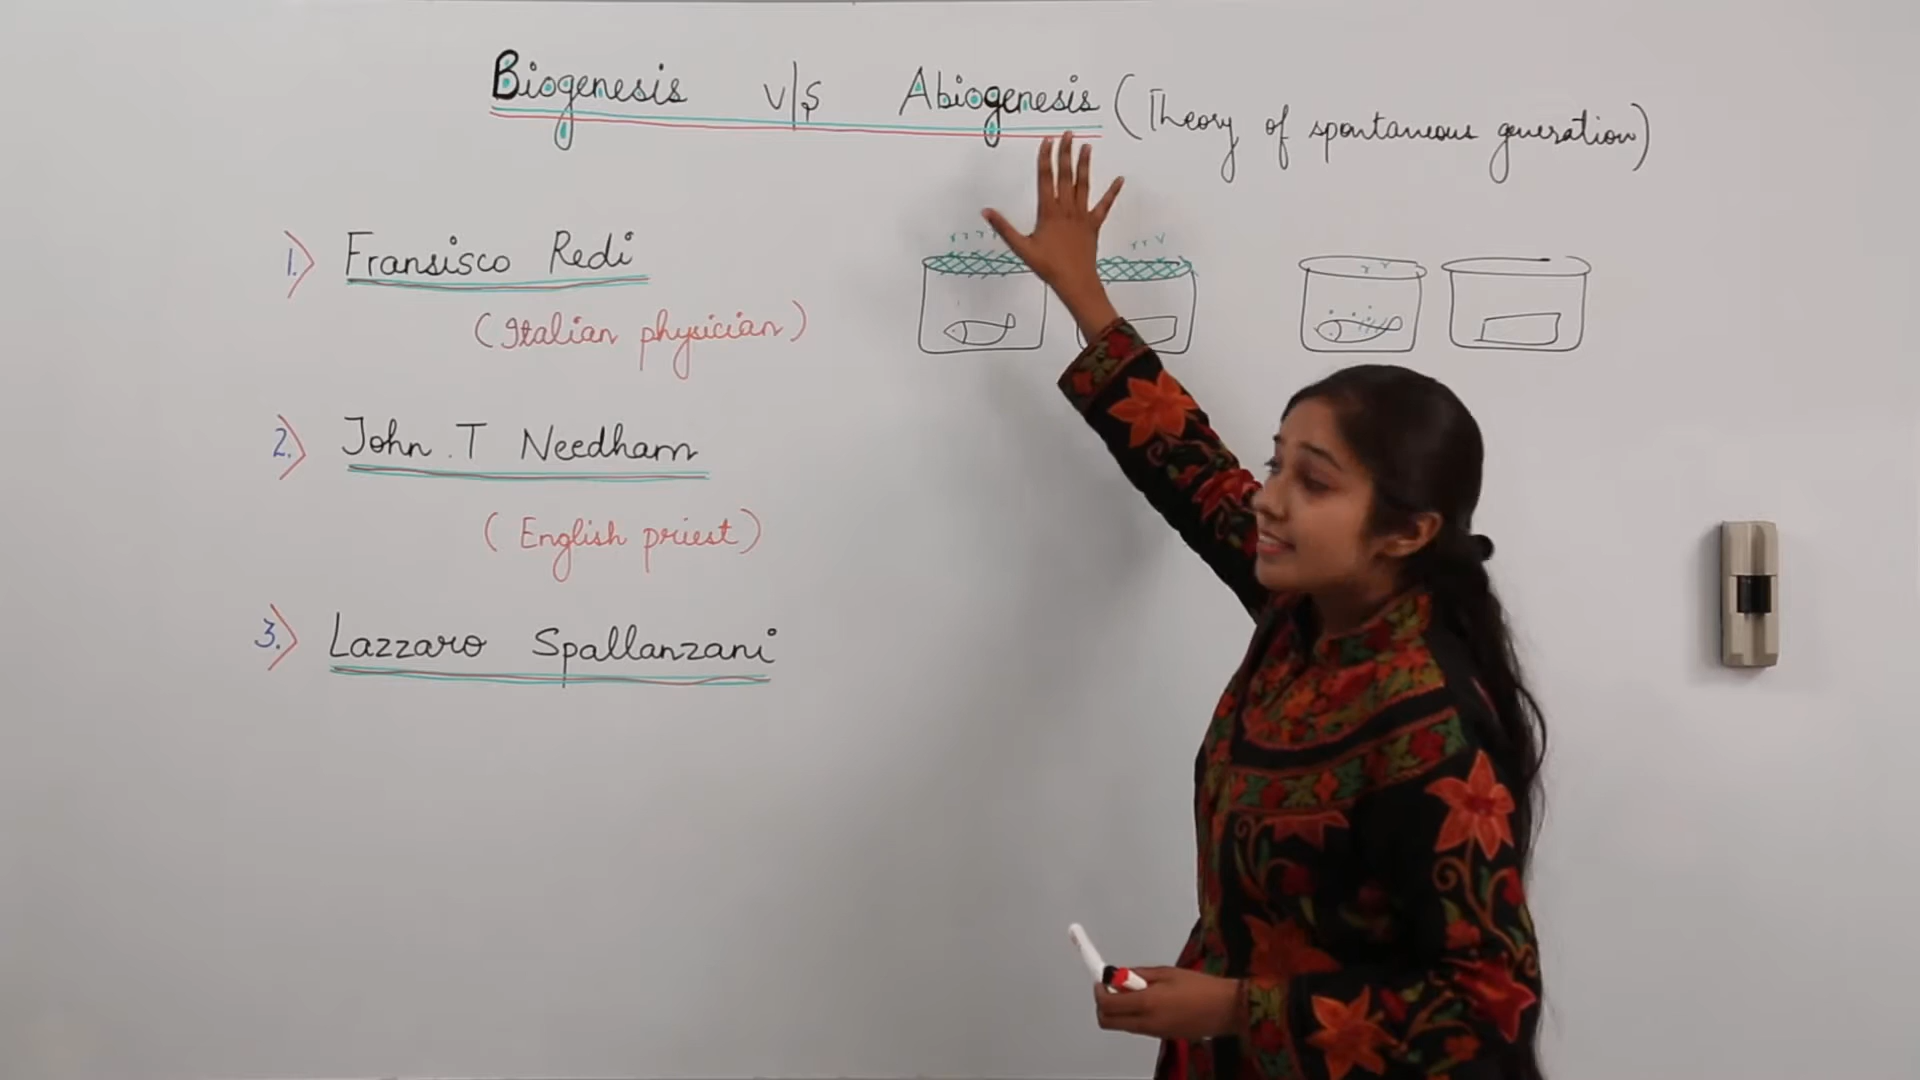 Biogenesis v/s Abiogenesis (Theory of spontaneous generation)
1. Fransisco Redi
(Italian physician)
2. John .T Needham
(English priest)
3. Lazzaro Spallanzani